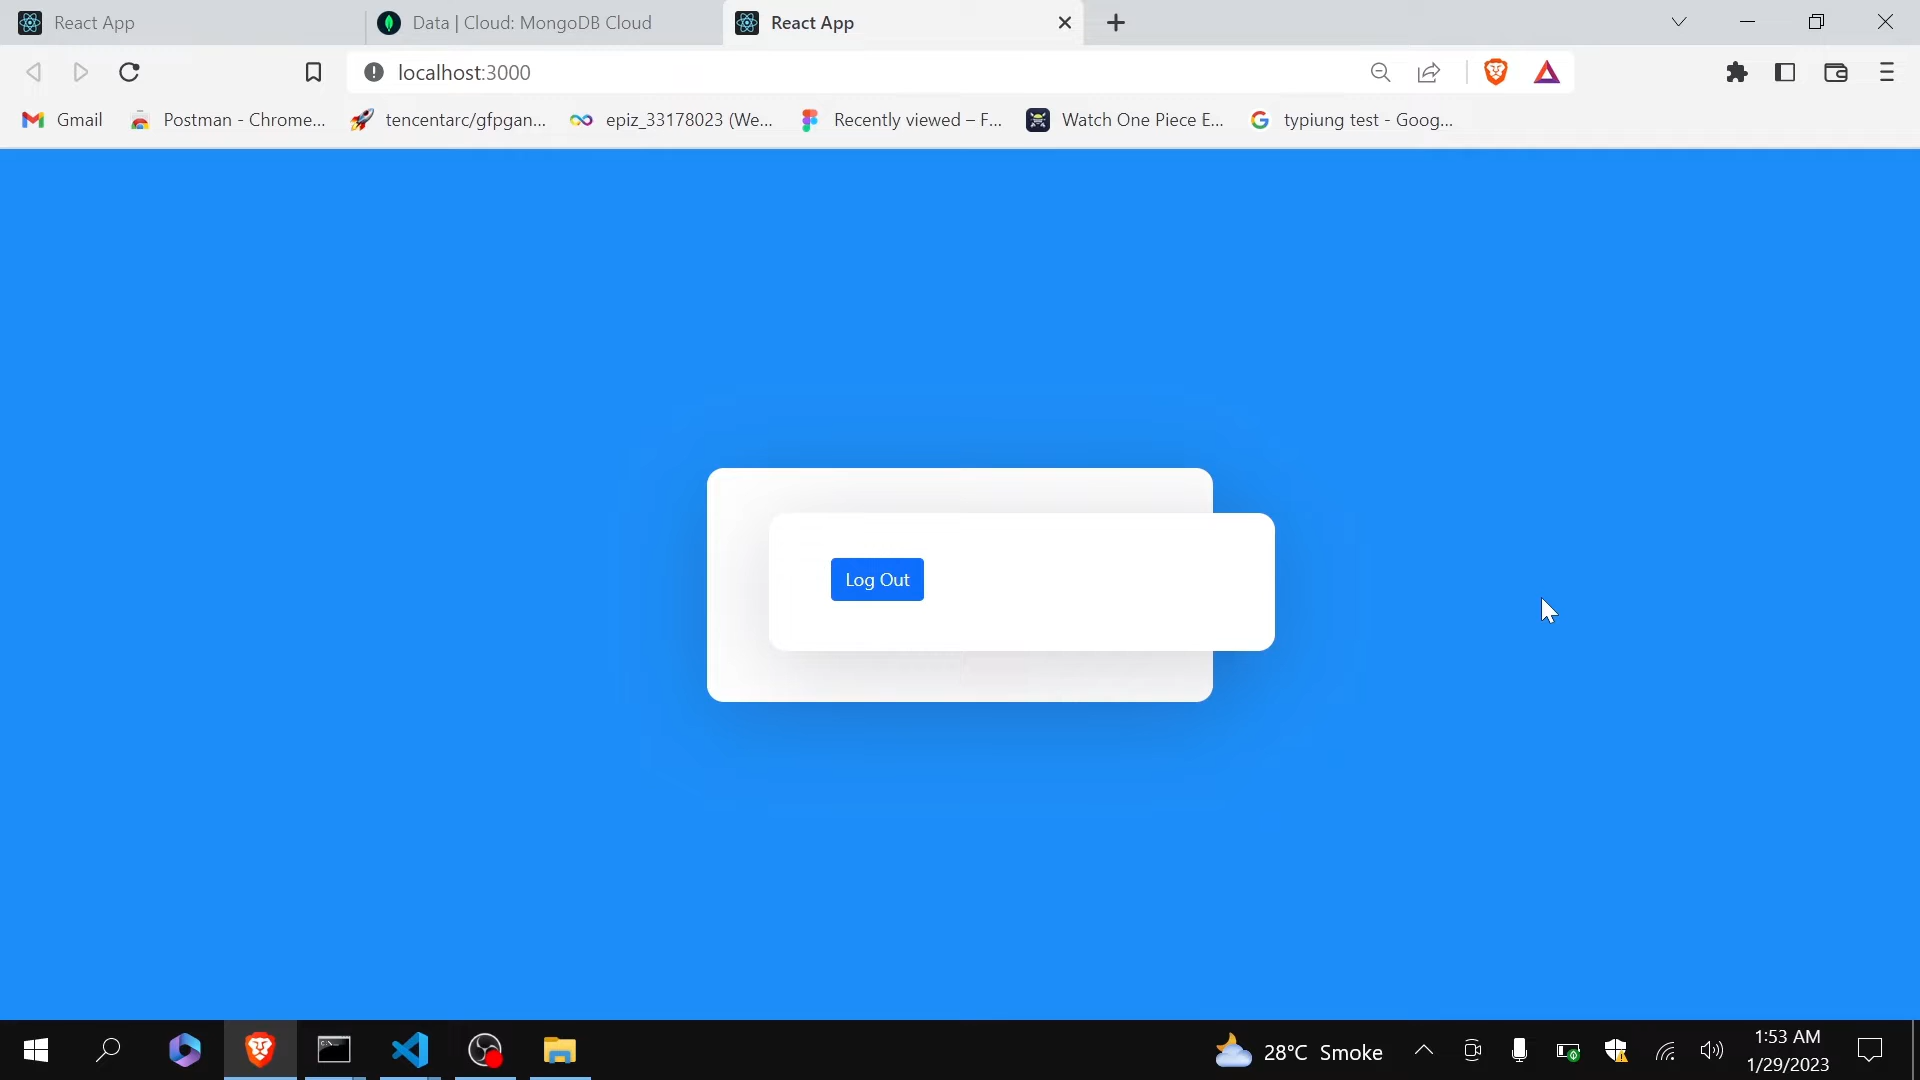 React App
Data | Cloud: MongoDB Cloud
React App
localhost:3000
Gmail
Postman - Chrome...
tencentarc/gfpgan...
epiz_33178023 (We...
Recently viewed – F...
Watch One Piece E...
typiung test - Goog...
Log Out
28°C Smoke
1:53 AM
1/29/2023